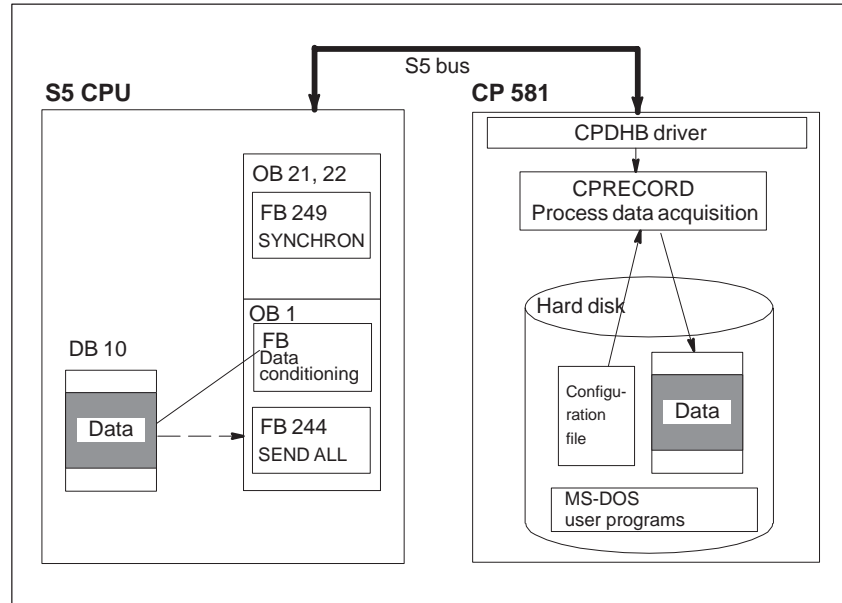 S5 bus
S5 CPU
OB 21, 22
FB 249
SYNCHRON
OB 1
FB
Data
conditioning
DB 10
Data
FB 244
SEND ALL
CP 581
CPDHB driver
CPRECORD
Process data acquisition
Hard disk
Configu-
ration
file
Data
MS-DOS
user programs